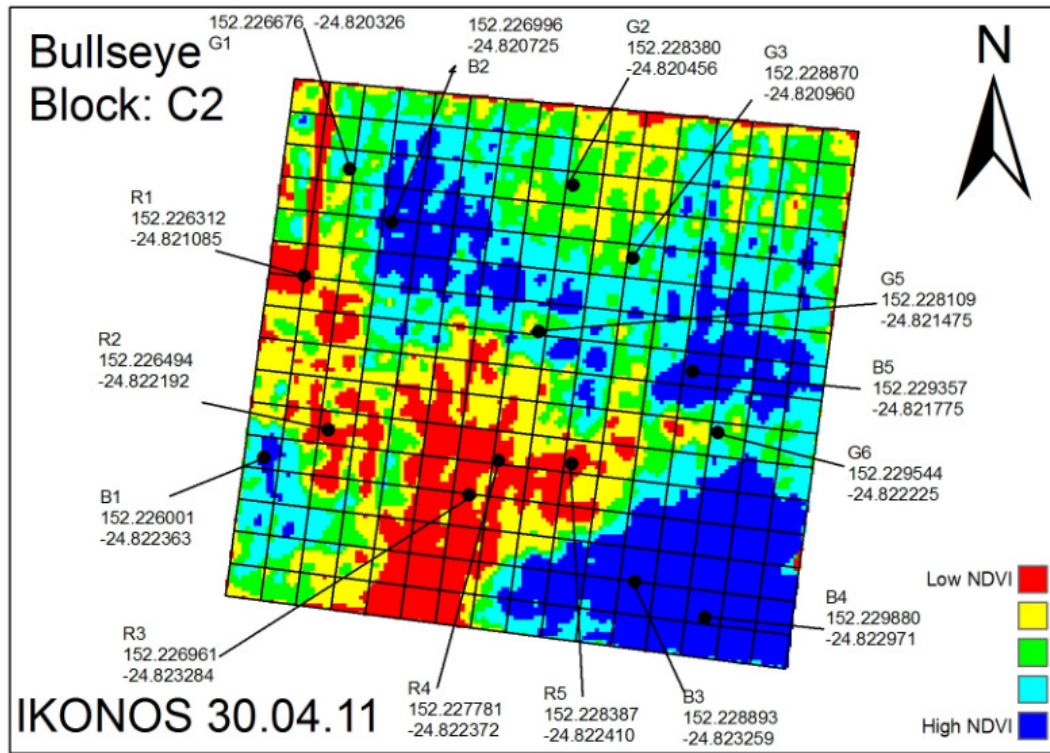 152.226676 -24.820326
G1
152.226996
-24.820725
B2
G2
152.228380
-24.820456
G3
152.228870
-24.820960
N
Bullseye
Block: C2
R1
152.226312
-24.821085
G5
152.228109
-24.821475
R2
152.226494
-24.822192
B5
152.229357
-24.821775
G6
152.229544
-24.822225
B1
152.226001
-24.822363
Low NDVI
B4
152.229880
-24.822971
R3
152.226961
-24.823284
R4
152.227781
-24.822372
R5
152.228387
-24.822410
B3
152.228893
-24.823259
High NDVI
IKONOS 30.04.11